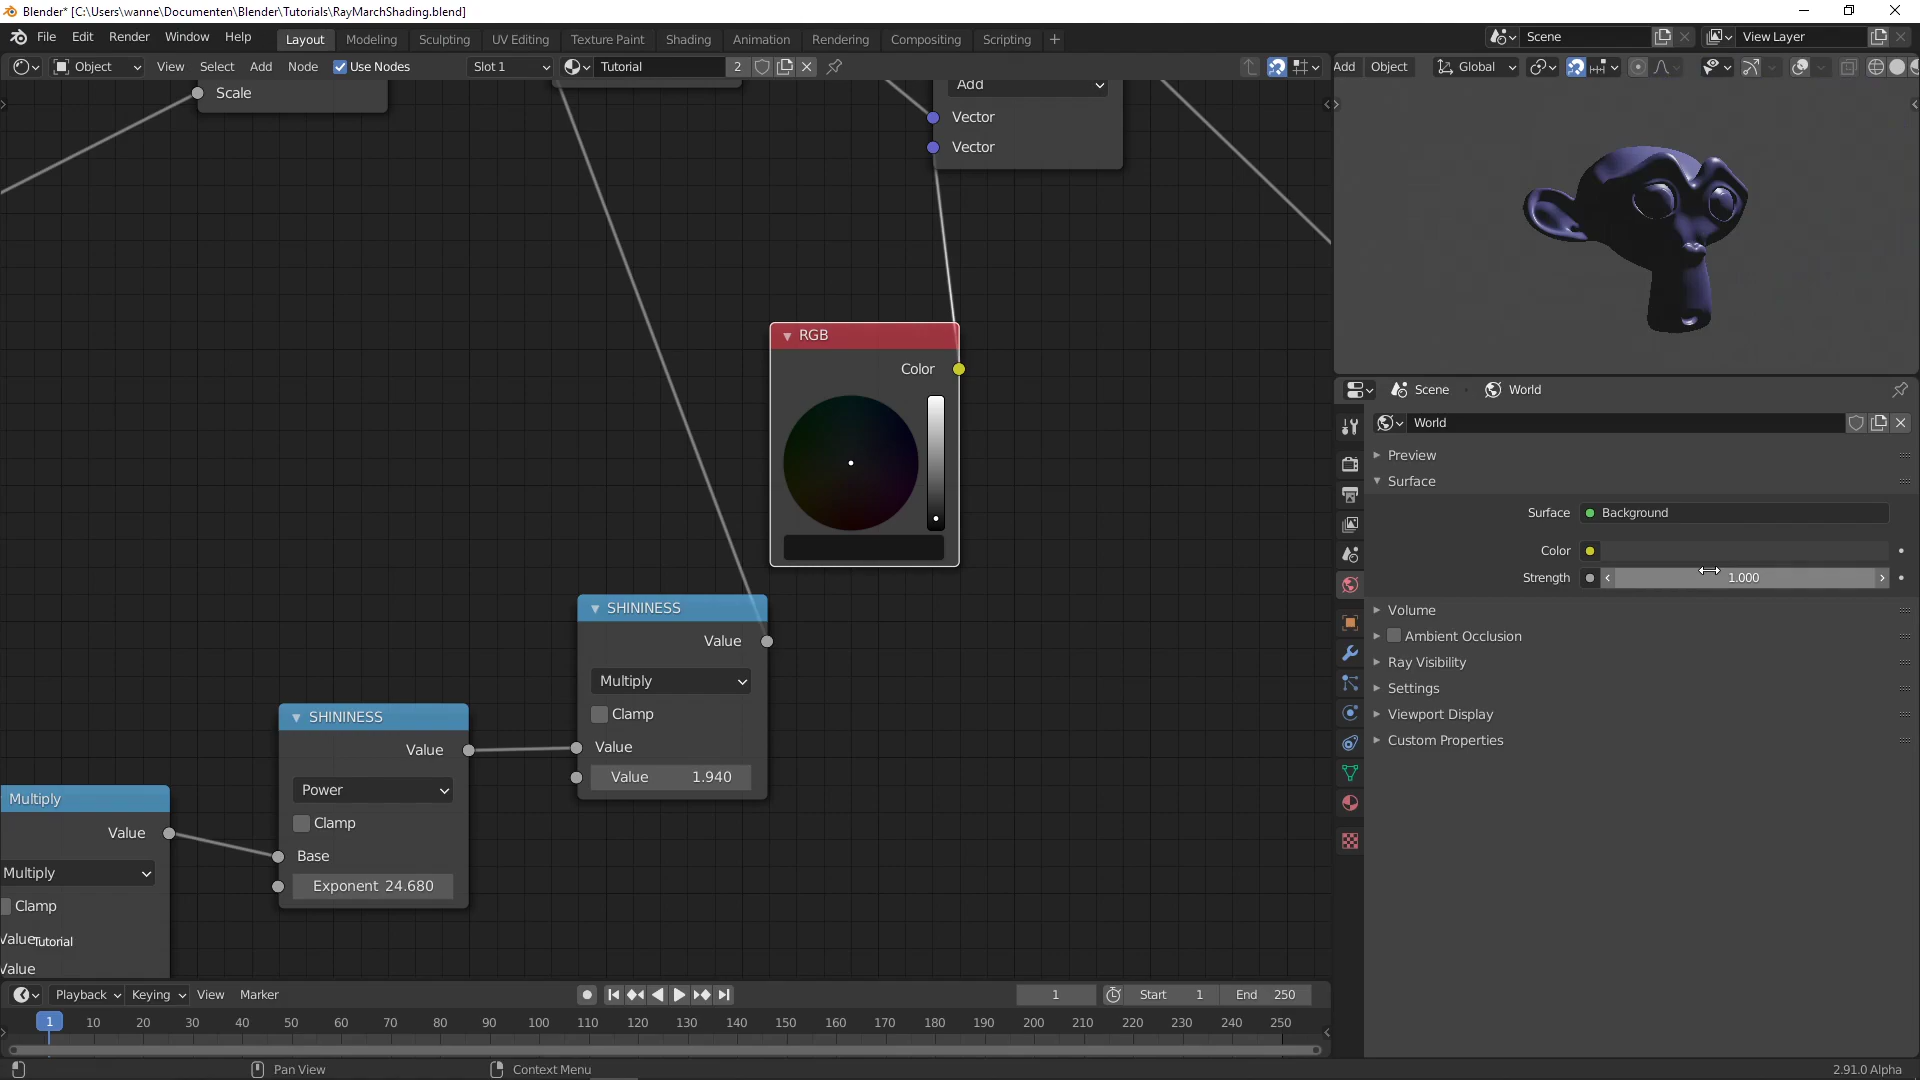 Blender* [C:\Users\wanne\Documenten\Blender\Tutorials\RayMarchShading.blend]
File Edit Render Window Help Layout Modeling Sculpting UV Editing Texture Paint Shading Animation Rendering Compositing Scripting + Scene View Layer
Object View Select Add Node Use Nodes Slot 1 Tutorial 2 Add Object Global
Scale
Add
Vector
Vector
RGB
Color
Scene World
World
Preview
Surface
Surface Background
Color
Strength 1.000
Volume
Ambient Occlusion
Ray Visibility
Settings
Viewport Display
Custom Properties
SHININESS
Value
Multiply
Clamp
Value
Value 1.940
SHININESS
Value
Power
Clamp
Base
Exponent 24.680
Multiply
Value
Multiply
Clamp
Value
Tutorial
Value
Playback Keying View Marker 1 Start 1 End 250
1 10 20 30 40 50 60 70 80 90 100 110 120 130 140 150 160 170 180 190 200 210 220 230 240 250
Pan View Context Menu 2.91.0 Alpha